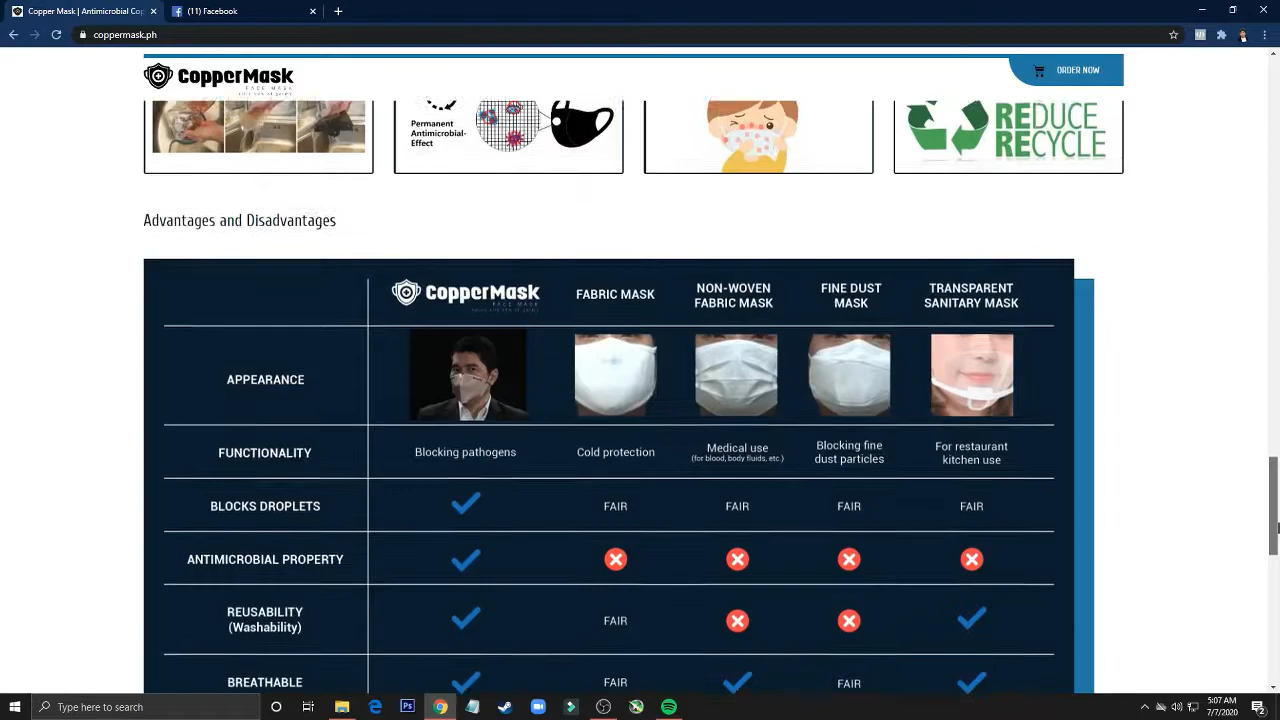 Copper Mask | Antimicrobial Co
(11) Facebook
coppermask.ph
CopperMask
FACE MASK
ORDER NOW
Permanent
Antimicrobial-
Effect
REDUCE
RECYCLE
Advantages and Disadvantages
CopperMask
FACE MASK
FABRIC MASK
NON-WOVEN
FABRIC MASK
FINE DUST
MASK
TRANSPARENT
SANITARY MASK
APPEARANCE
FUNCTIONALITY
Blocking pathogens
Cold protection
Medical use
(for blood, body fluids, etc.)
Blocking fine
dust particles
For restaurant
kitchen use
BLOCKS DROPLETS
FAIR
FAIR
FAIR
FAIR
ANTIMICROBIAL PROPERTY
REUSABILITY
(Washability)
FAIR
BREATHABLE
FAIR
FAIR
Type here to search
5:07 AM
7/7/2020